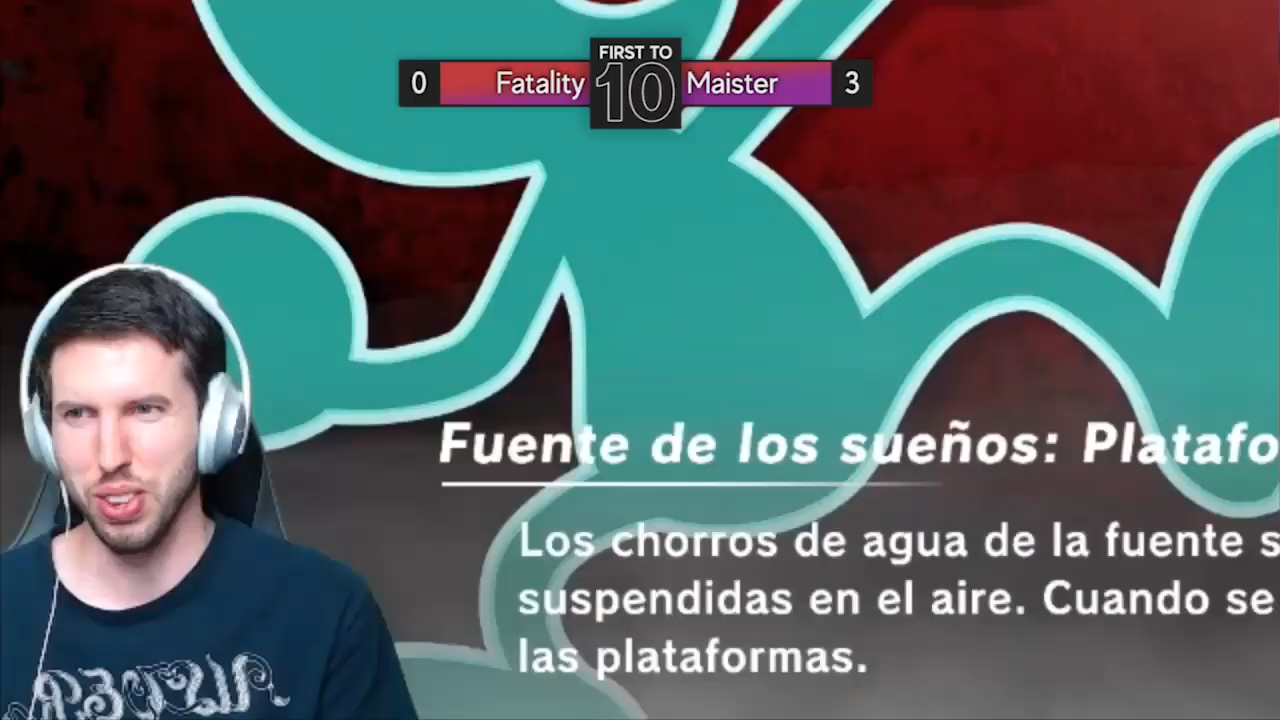 FIRST TO
0 Fatality 10 Maister 3
Fuente de los sueños: Platafo
Los chorros de agua de la fuente s
suspendidas en el aire. Cuando se
las plataformas.